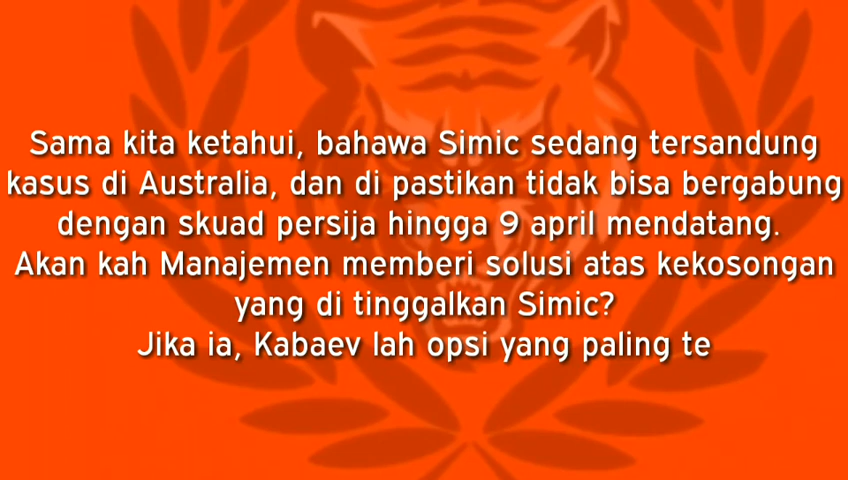 Sama kita ketahui, bahawa Simic sedang tersandung
kasus di Australia, dan di pastikan tidak bisa bergabung
dengan skuad persija hingga 9 april mendatang.
Akan kah Manajemen memberi solusi atas kekosongan
yang di tinggalkan Simic?
Jika ia, Kabaev lah opsi yang paling te